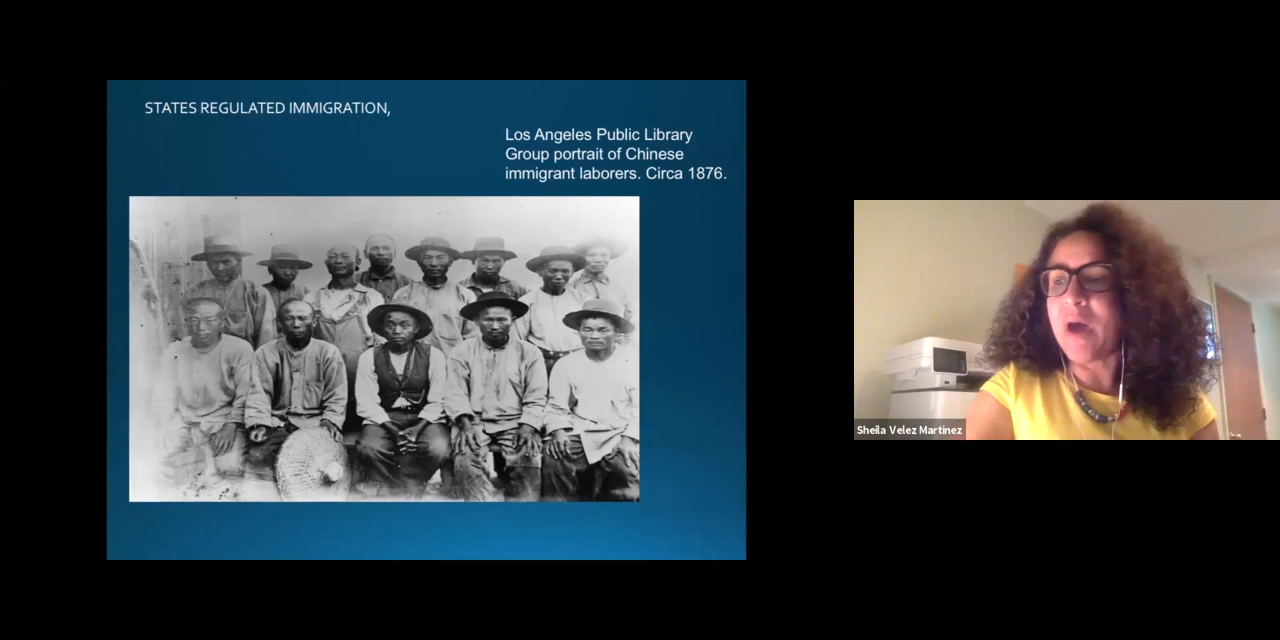 STATES REGULATED IMMIGRATION,
Los Angeles Public Library
Group portrait of Chinese
immigrant laborers. Circa 1876.
Sheila Velez Martinez